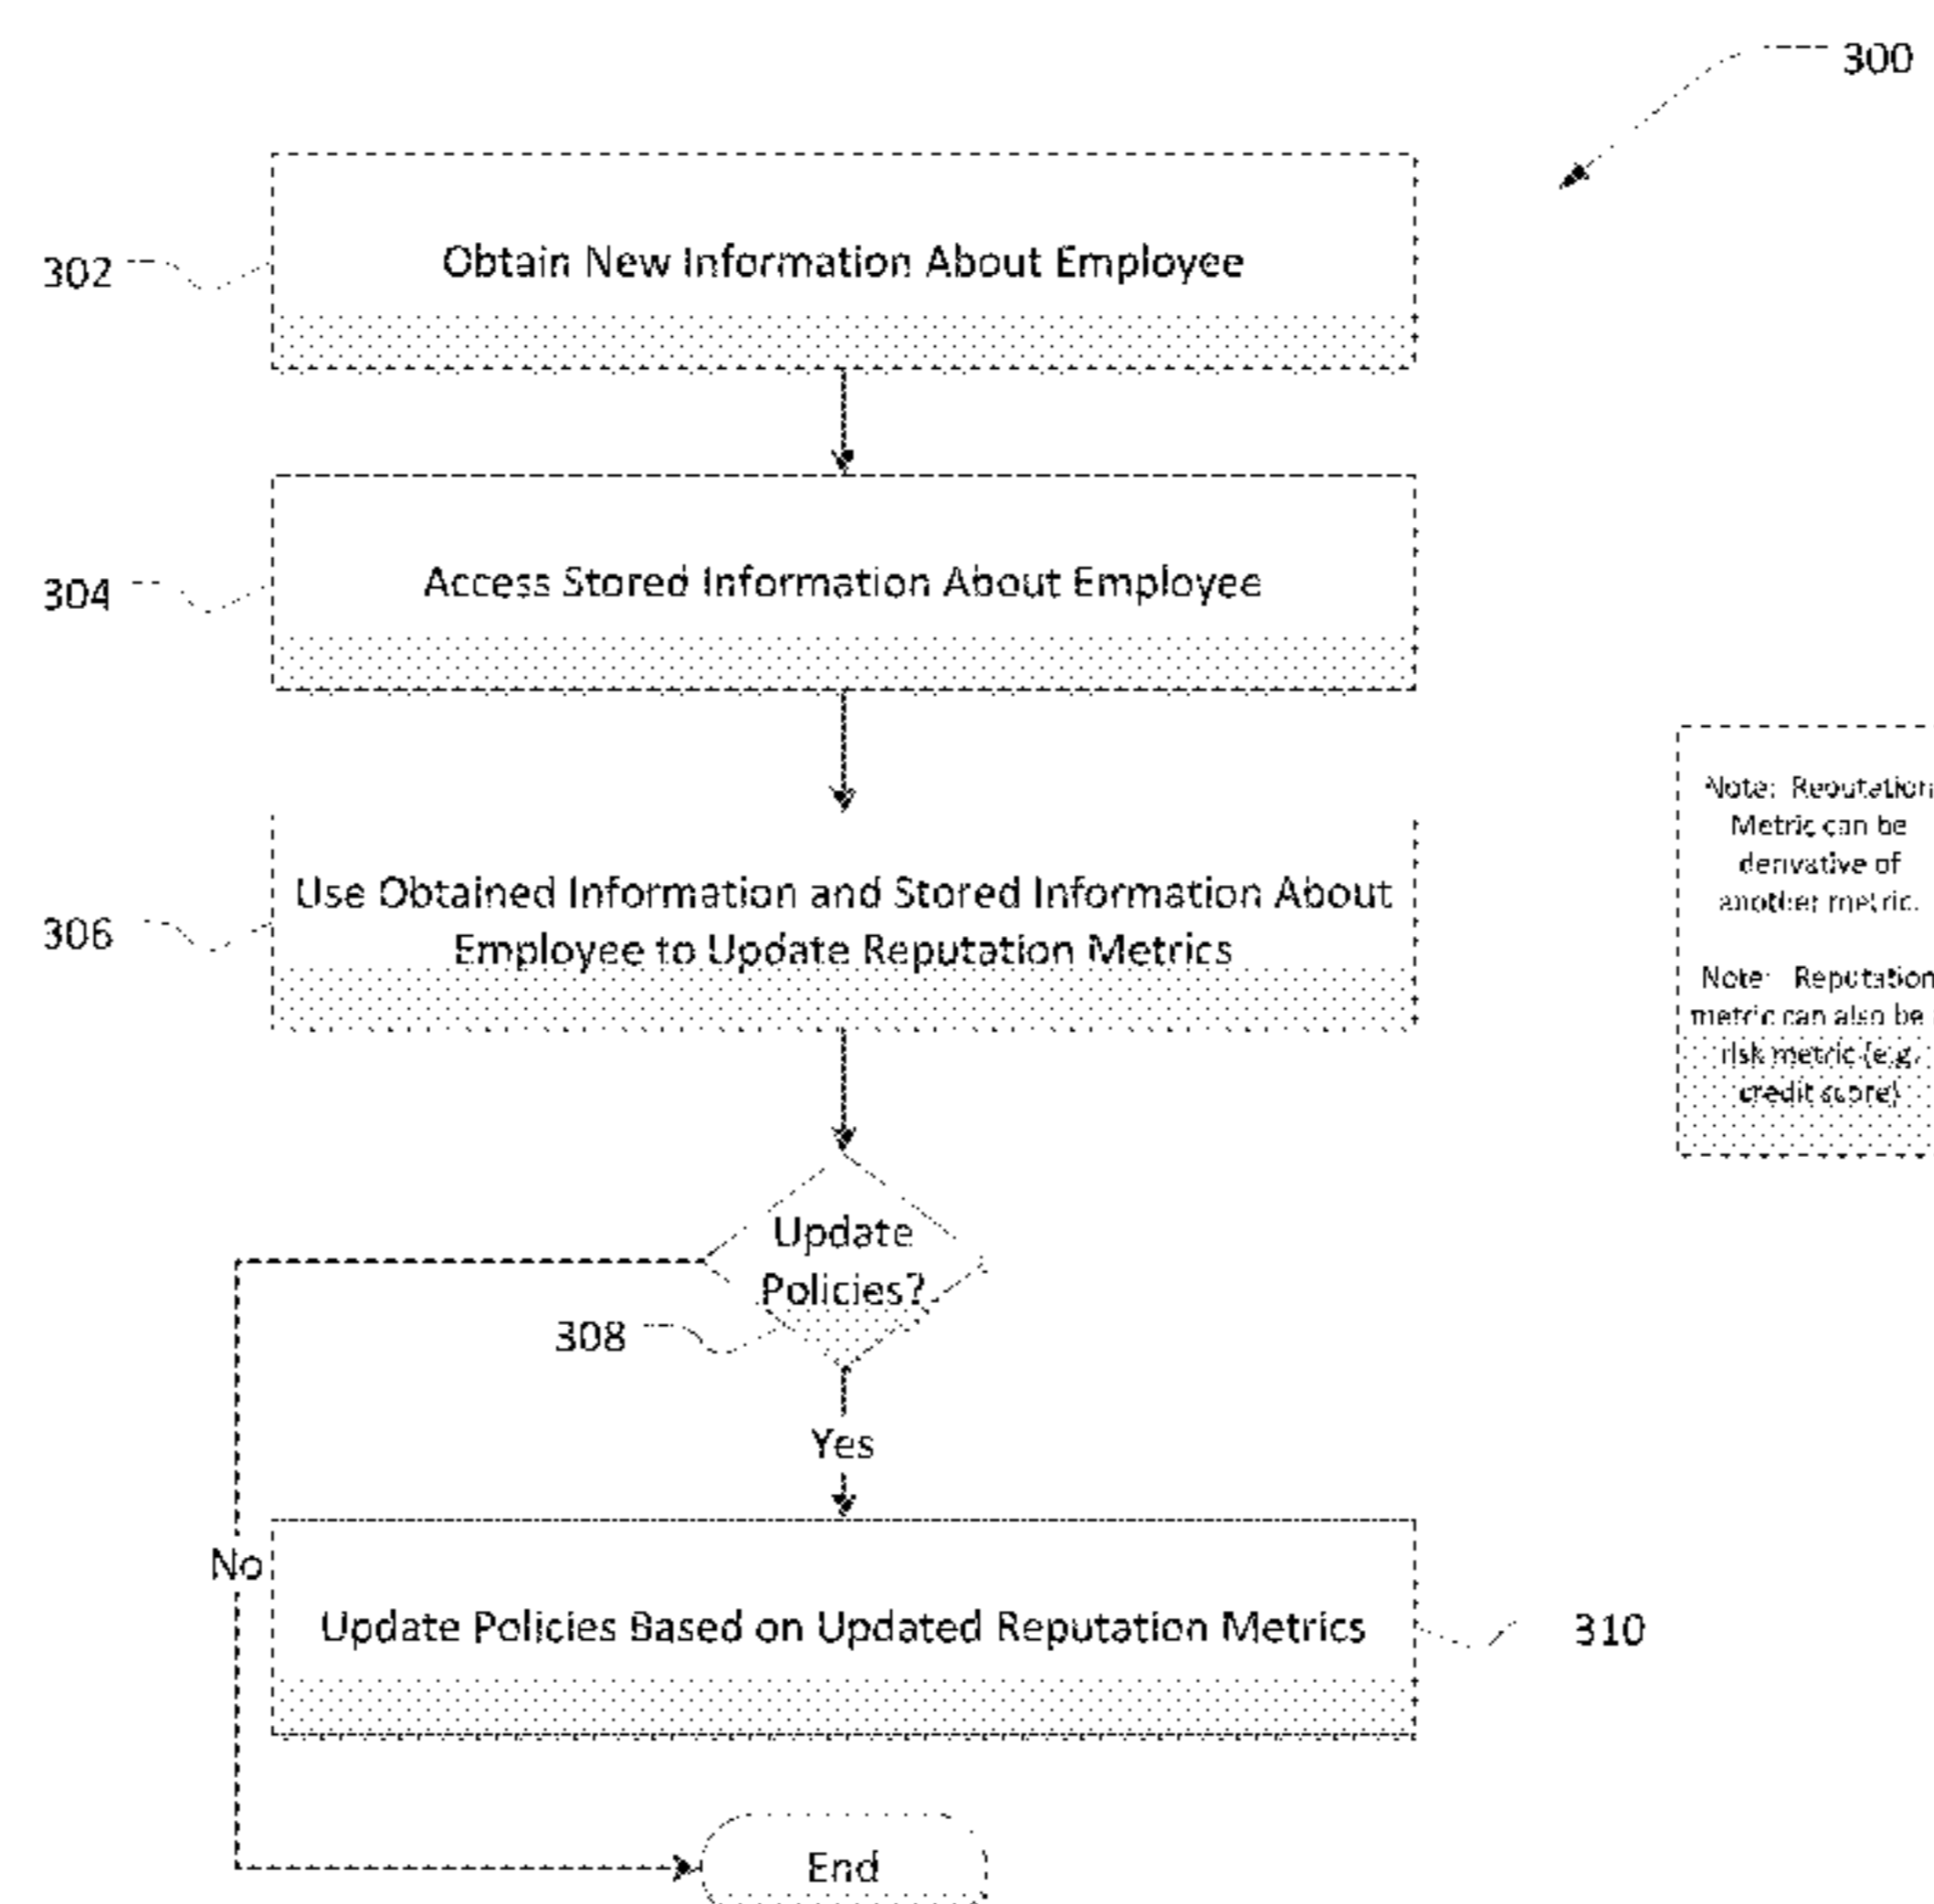 300
302
Obtain New Information About Employee
304
Access Stored Information About Employee
306
Use Obtained Information and Stored Information About
Employee to Update Reputation Metrics
Note: Reputation
Metric can be
derivative of
another metric.
Note: Reputation
metric can also be
risk metric (e.g.
credit score)
Update
Policies?
308
Yes
No
Update Policies Based on Updated Reputation Metrics
310
End